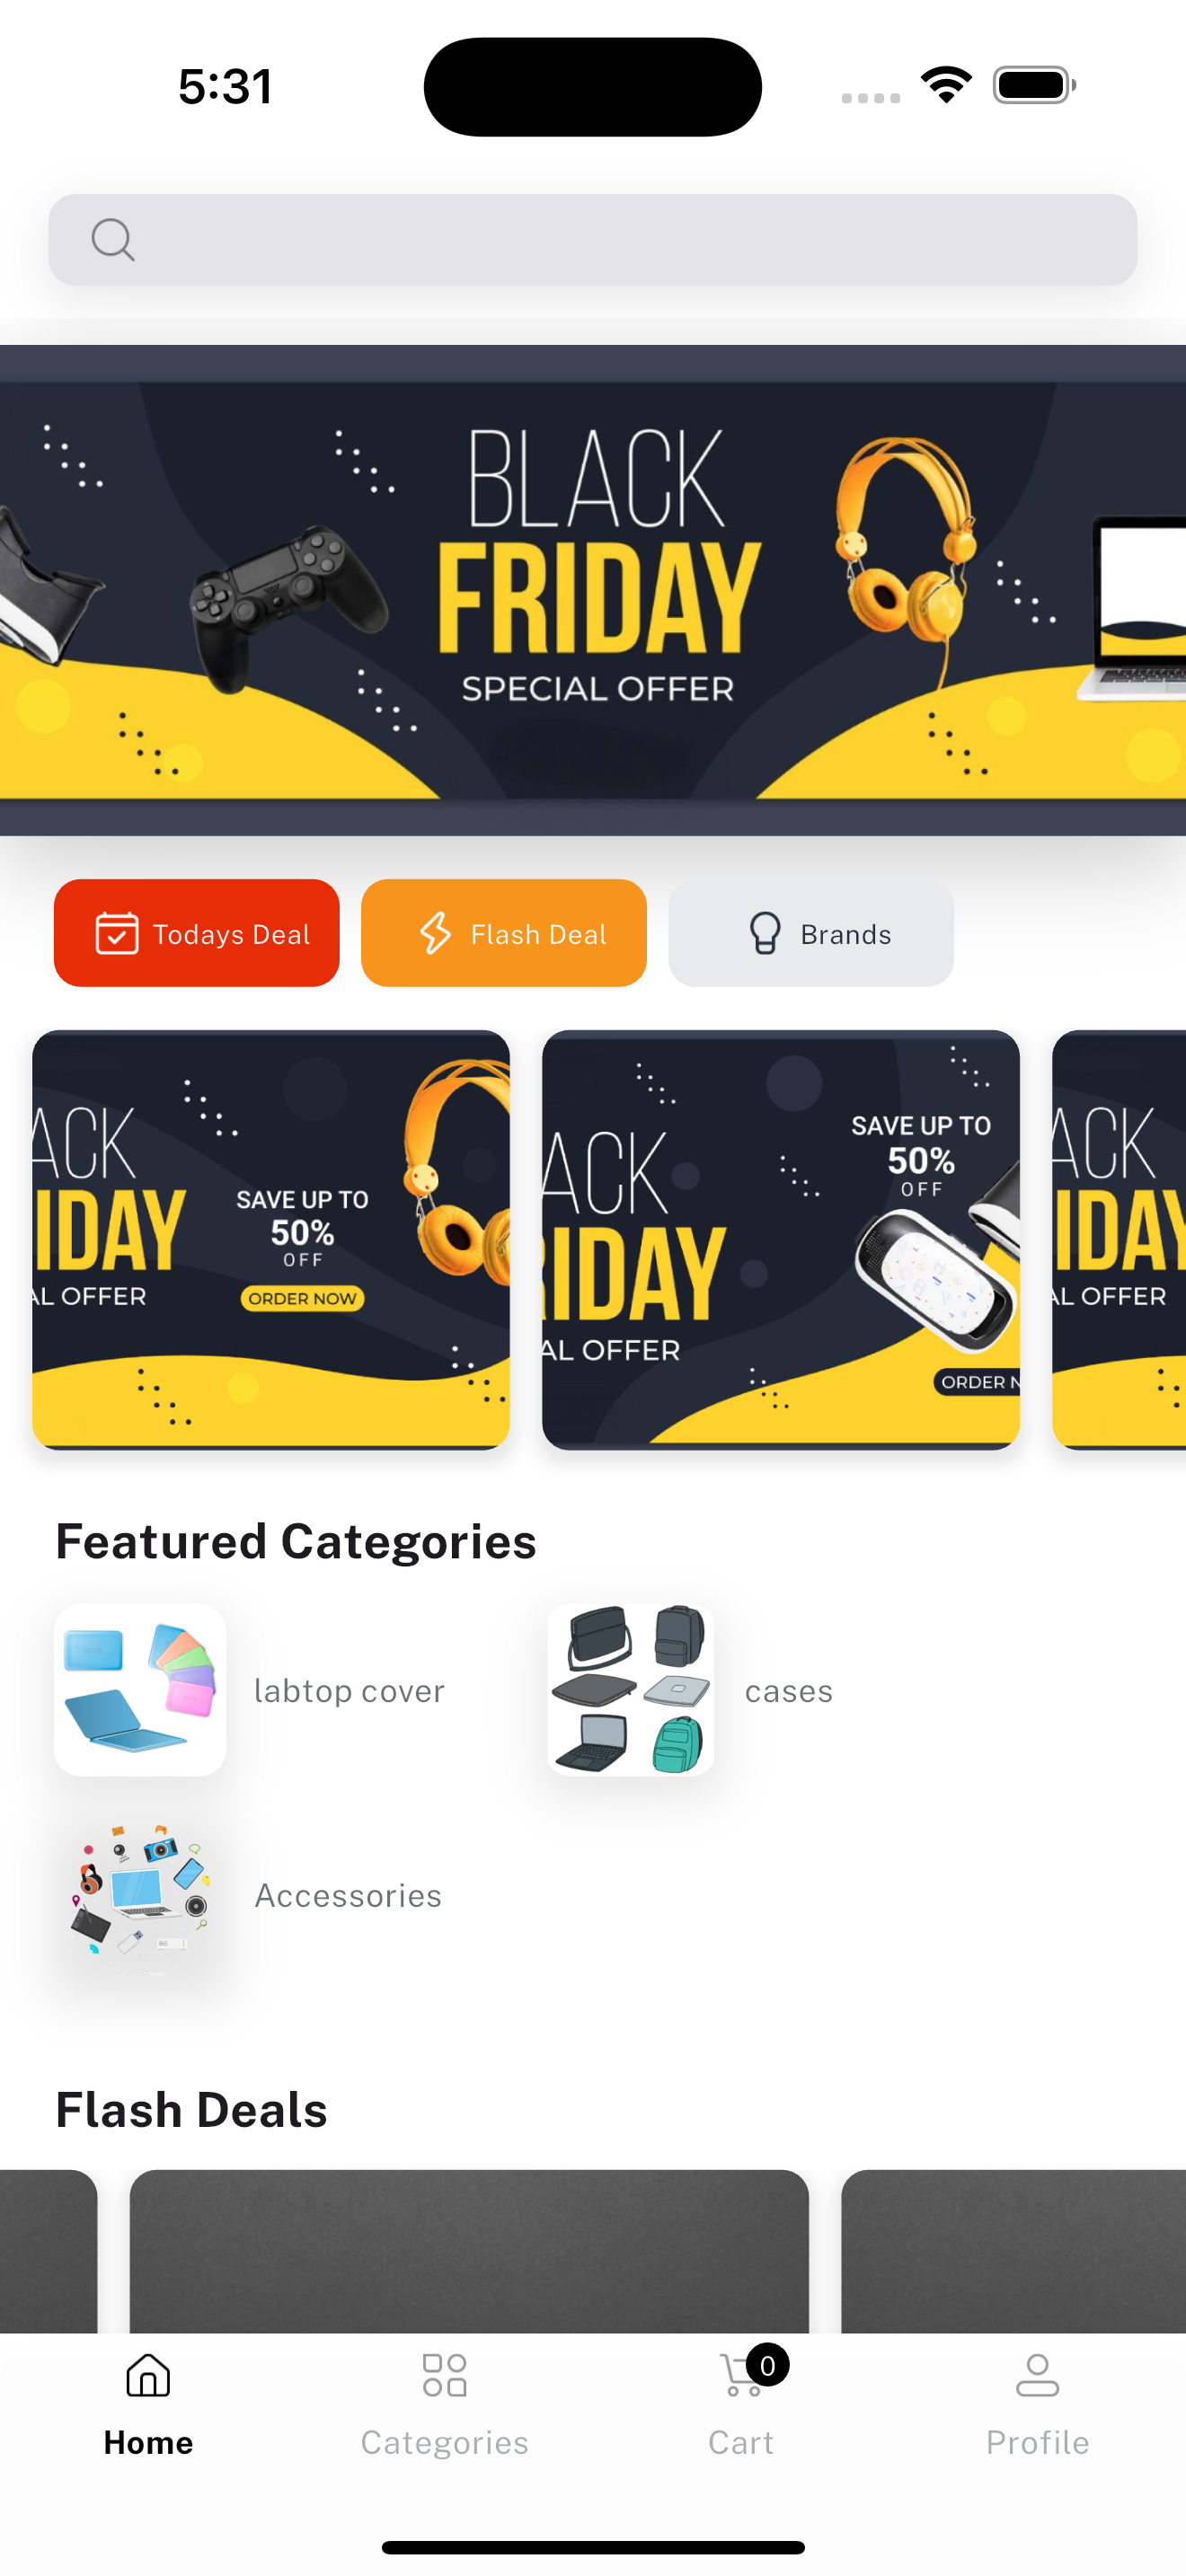 5:31
BLACK
FRIDAY
SPECIAL OFFER
Todays Deal
Flash Deal
Brands
ACK
IDAY
AL OFFER
SAVE UP TO
50%
OFF
ORDER NOW
ACK
RIDAY
AL OFFER
SAVE UP TO
50%
OFF
ORDER N
ACK
IDAY
AL OFFER
Featured Categories
labtop cover
cases
Accessories
Flash Deals
0
Home
Categories
Cart
Profile